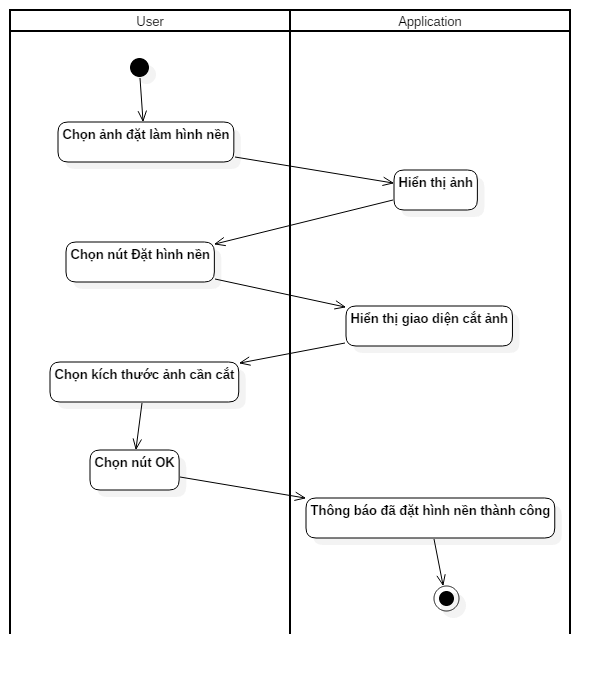 User
Application
Chọn ảnh đặt làm hình nền
Hiển thị ảnh
Chọn nút Đặt hình nền
Hiển thị giao diện cắt ảnh
Chọn kích thước ảnh cần cắt
Chọn nút OK
Thông báo đã đặt hình nền thành công